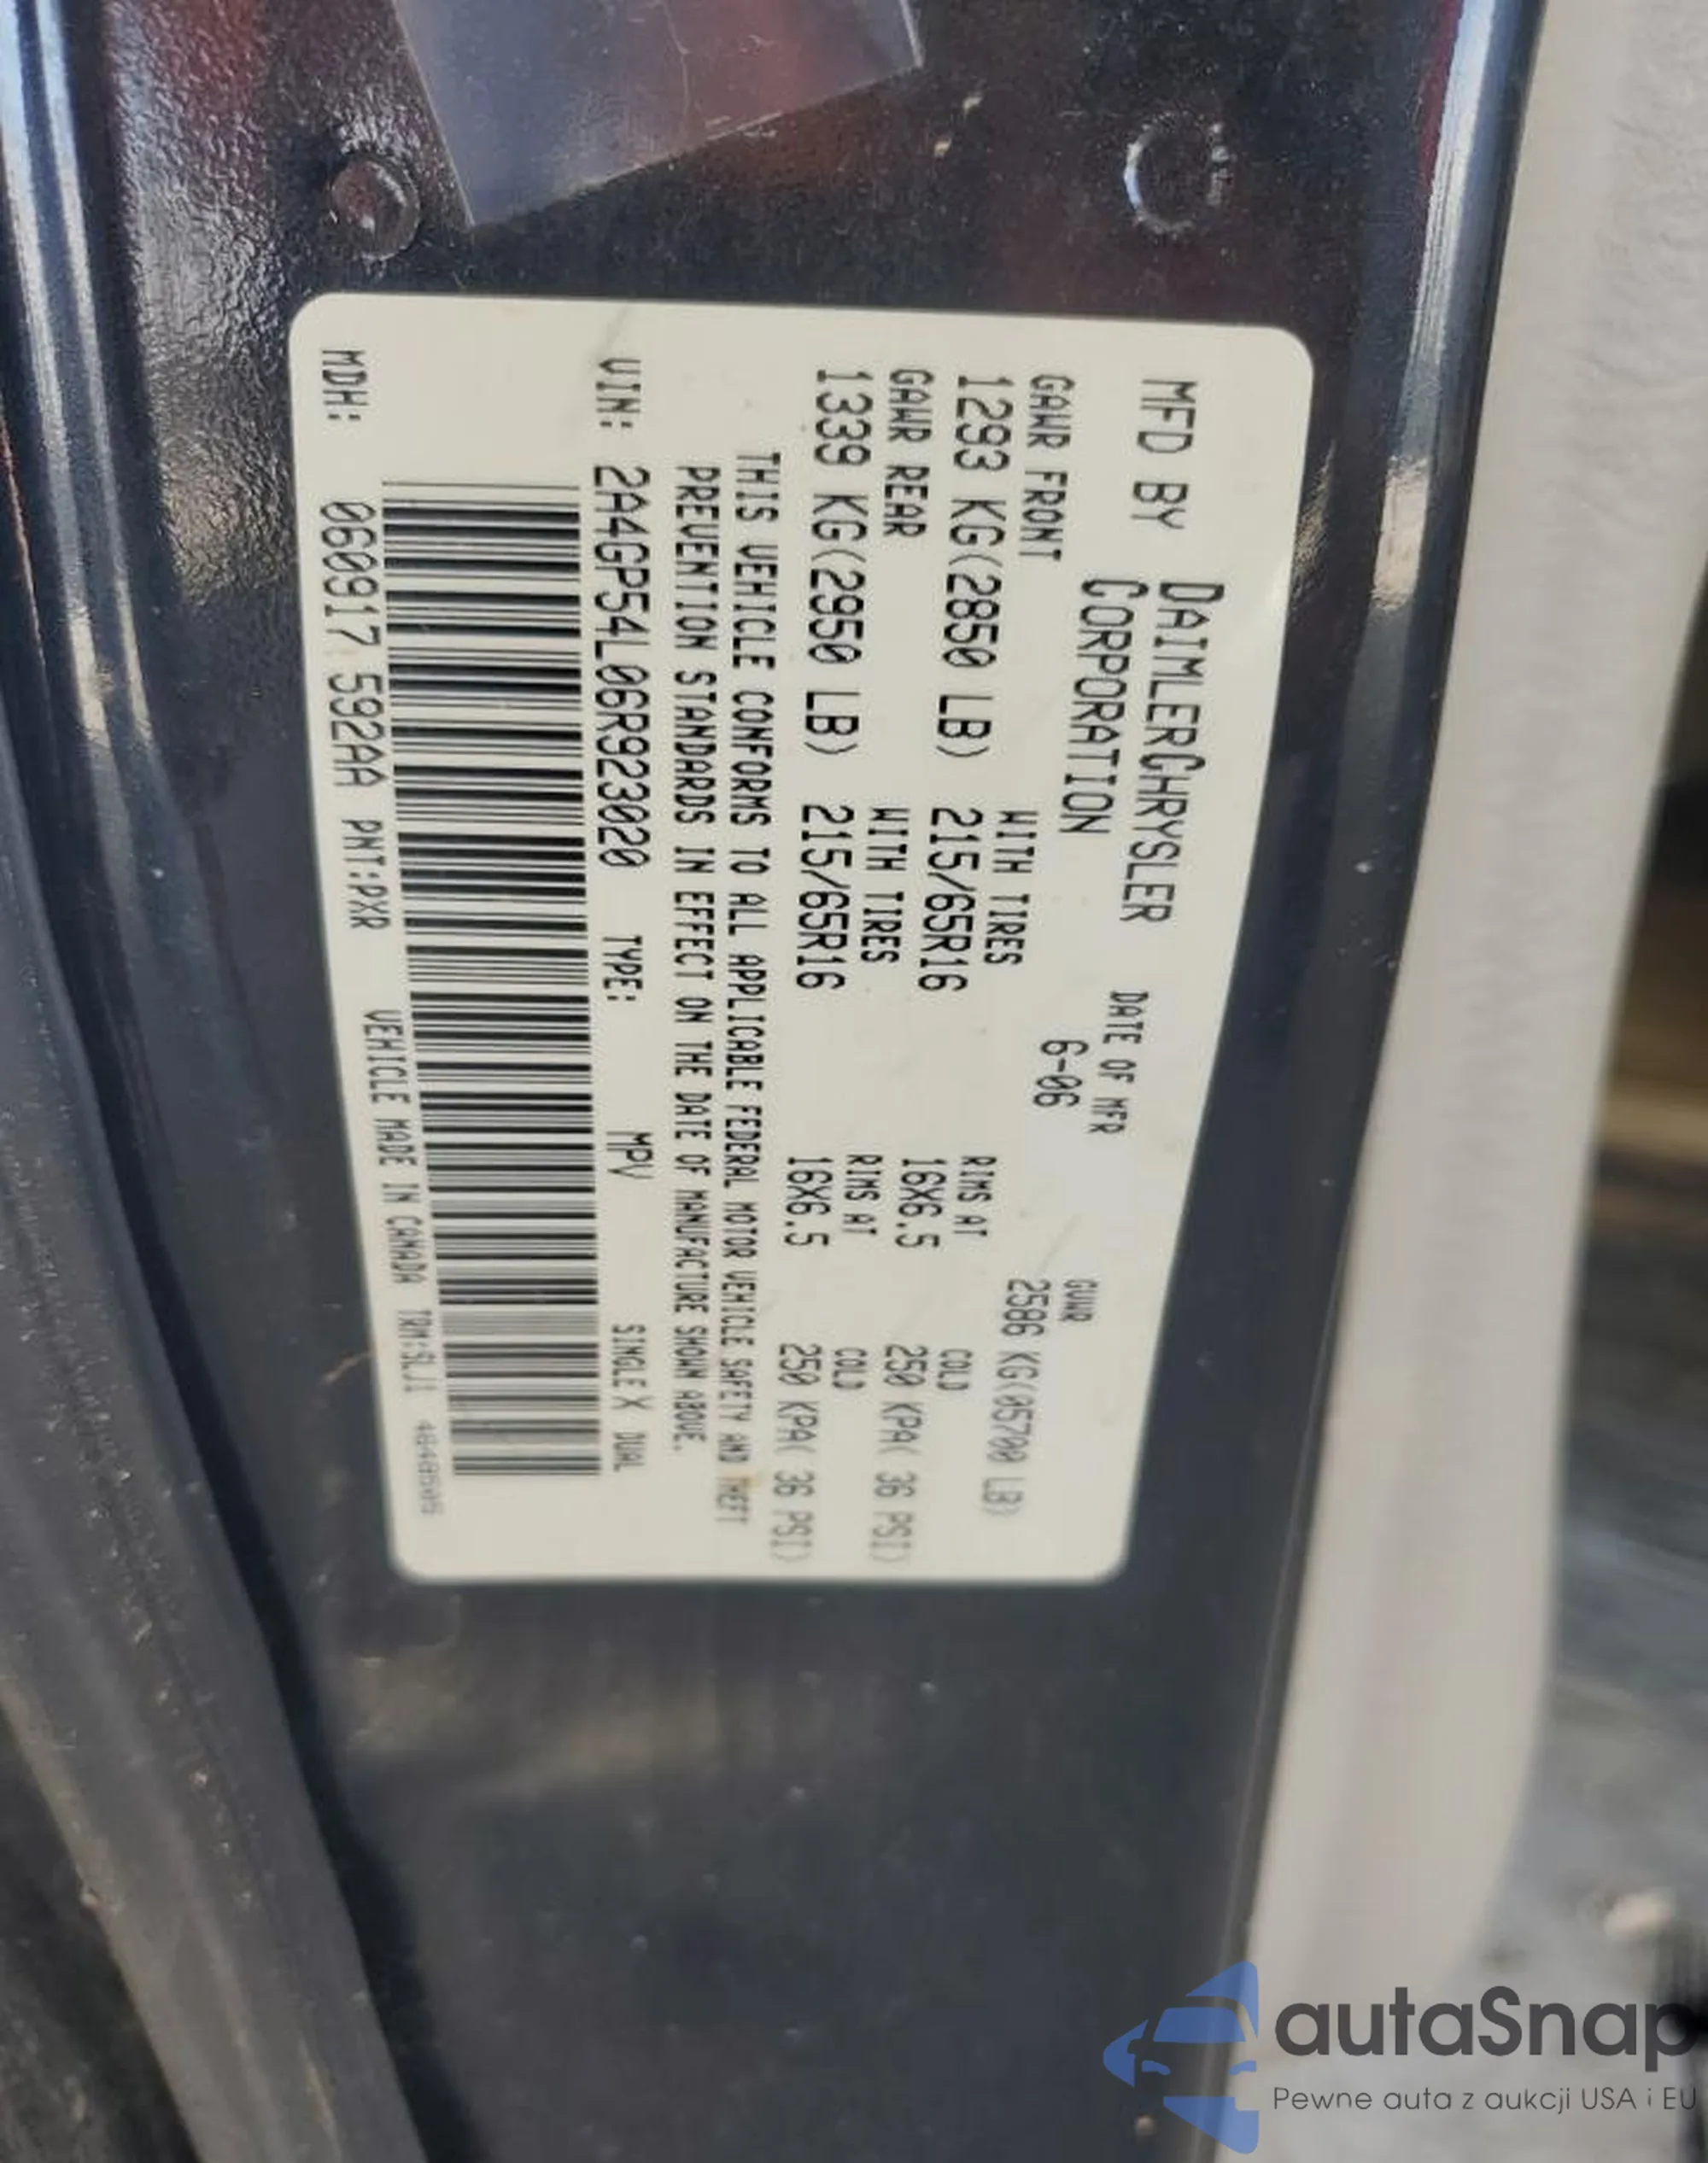 MFD BY DAIMLERCHRYSLER
CORPORATION
DATE OF MFR
6-06
GVWR
2586 KG(05700 LB)
GAWR FRONT WITH TIRES RIMS AT COLD
1293 KG(2850 LB) 215/65R16 16X6.5 250 KPA( 36 PSI)
GAWR REAR WITH TIRES RIMS AT COLD
1339 KG(2950 LB) 215/65R16 16X6.5 250 KPA( 36 PSI)
THIS VEHICLE CONFORMS TO ALL APPLICABLE FEDERAL MOTOR VEHICLE SAFETY AND THEFT
PREVENTION STANDARDS IN EFFECT ON THE DATE OF MANUFACTURE SHOWN ABOVE.
VIN: 2A4GP54L06R923020 TYPE: MPV SINGLE X DUAL
MDH: 060917 592AA PNT:PXR VEHICLE MADE IN CANADA
autaSnap
Pewne auta z aukcji USA i EU